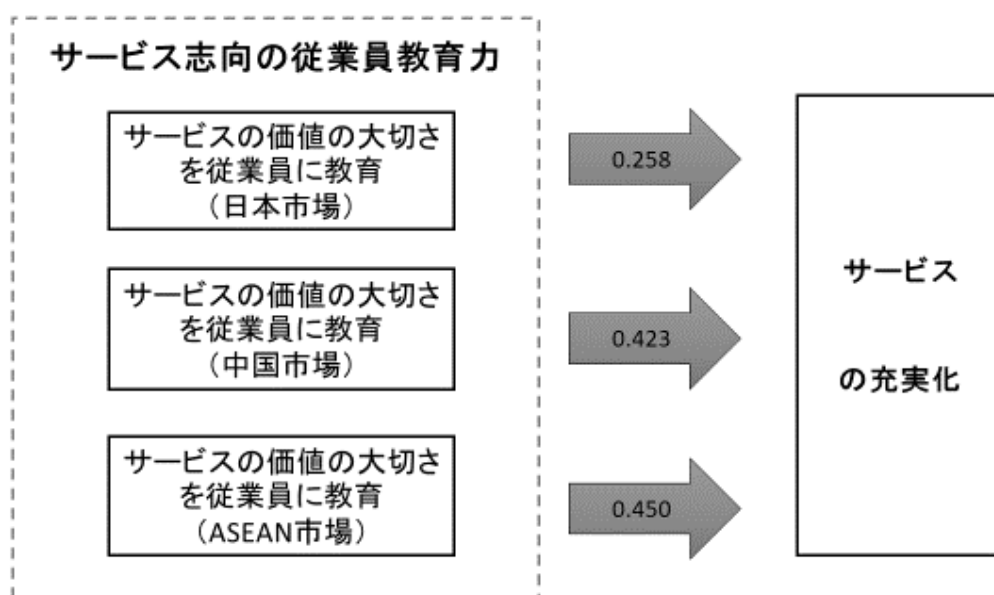 サービス志向の従業員教育力
サービスの価値の大切さ
を従業員に教育
（日本市場）
0.258
サービスの価値の大切さ
を従業員に教育
（中国市場）
0.423
サービスの価値の大切さ
を従業員に教育
（ASEAN市場）
0.450
サービス
の充実化